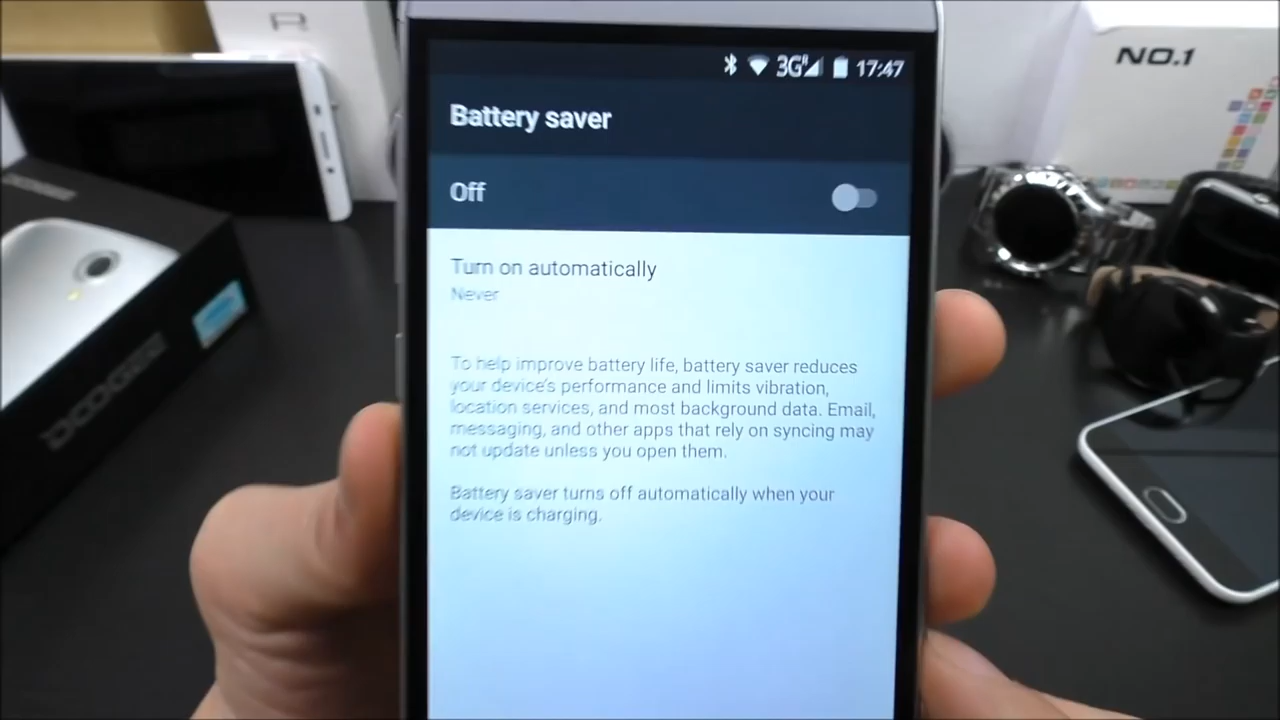 NO.1
3G
17:47
Battery saver
Off
Turn on automatically
Never
To help improve battery life, battery saver reduces
your device's performance and limits vibration,
location services, and most background data. Email,
messaging, and other apps that rely on syncing may
not update unless you open them.
Battery saver turns off automatically when your
device is charging.
DOOGEE